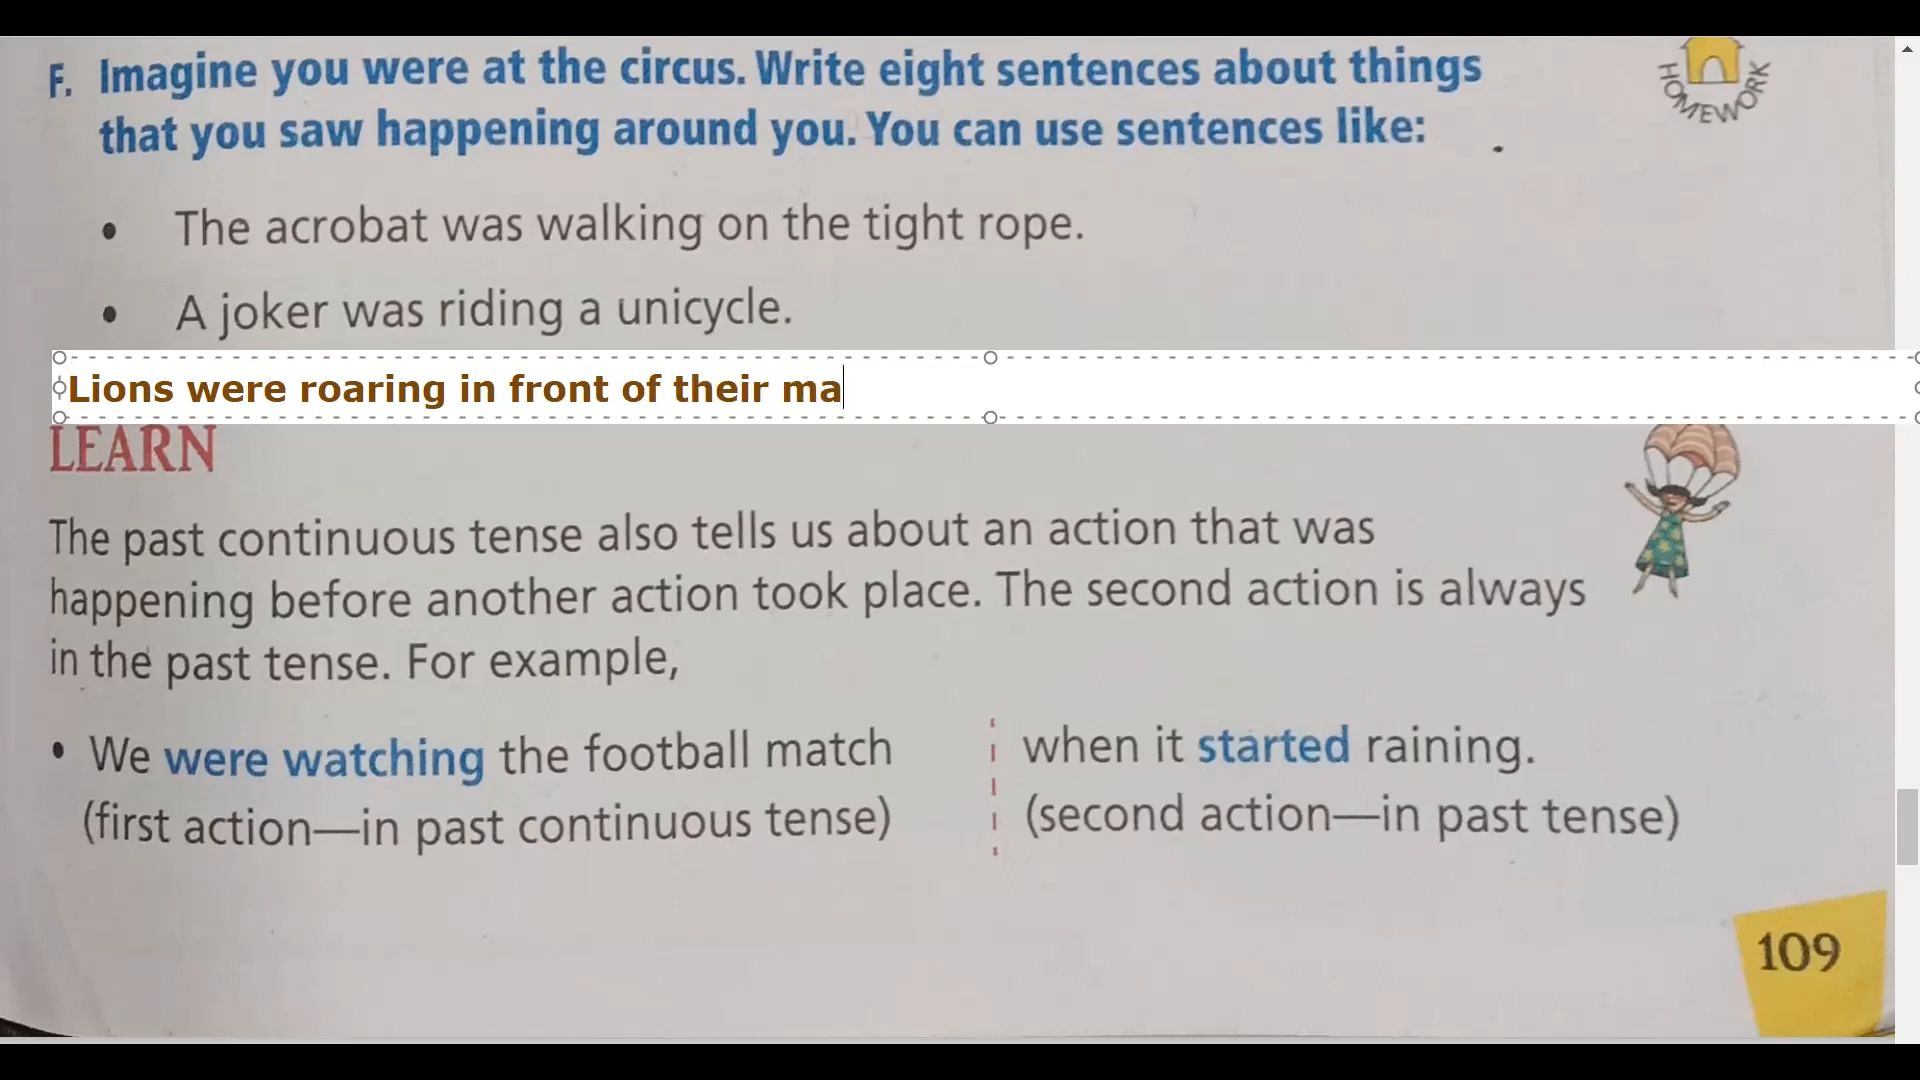 F. Imagine you were at the circus. Write eight sentences about things
that you saw happening around you. You can use sentences like:
HOMEWORK
• The acrobat was walking on the tight rope.
• A joker was riding a unicycle.
Lions were roaring in front of their ma
LEARN
The past continuous tense also tells us about an action that was
happening before another action took place. The second action is always
in the past tense. For example,
• We were watching the football match when it started raining.
(first action—in past continuous tense) (second action—in past tense)
109